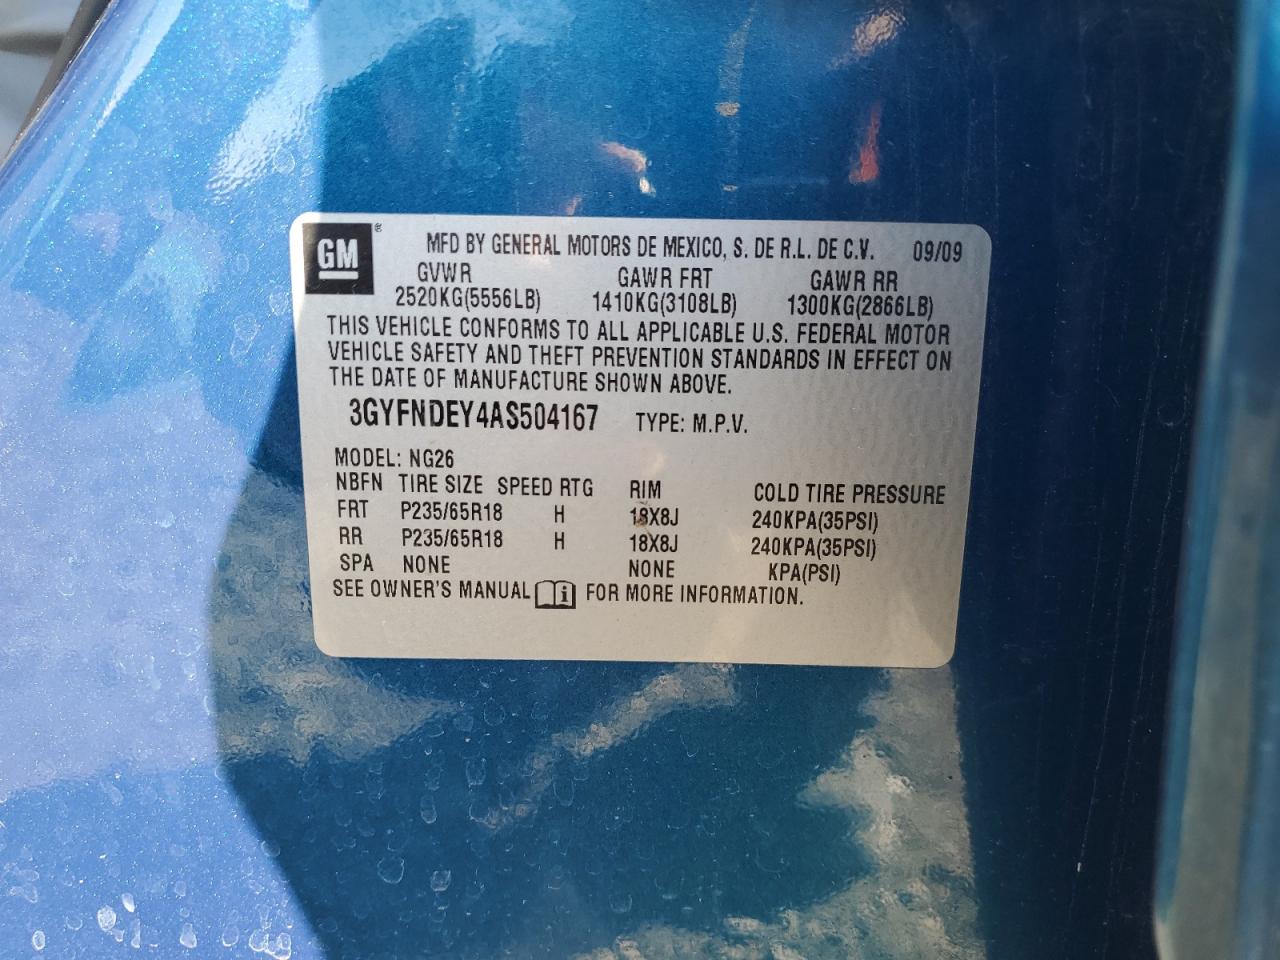 GM ® MFD BY GENERAL MOTORS DE MEXICO, S. DE R.L. DE C.V. 09/09
GVWR GAWR FRT GAWR RR
2520KG(5556LB) 1410KG(3108LB) 1300KG(2866LB)
THIS VEHICLE CONFORMS TO ALL APPLICABLE U.S. FEDERAL MOTOR
VEHICLE SAFETY AND THEFT PREVENTION STANDARDS IN EFFECT ON
THE DATE OF MANUFACTURE SHOWN ABOVE.
3GYFNDEY4AS504167 TYPE: M.P.V.
MODEL: NG26
NBFN TIRE SIZE SPEED RTG RIM COLD TIRE PRESSURE
FRT P235/65R18 H 18X8J 240KPA(35PSI)
RR P235/65R18 H 18X8J 240KPA(35PSI)
SPA NONE NONE KPA(PSI)
SEE OWNER'S MANUAL i FOR MORE INFORMATION.